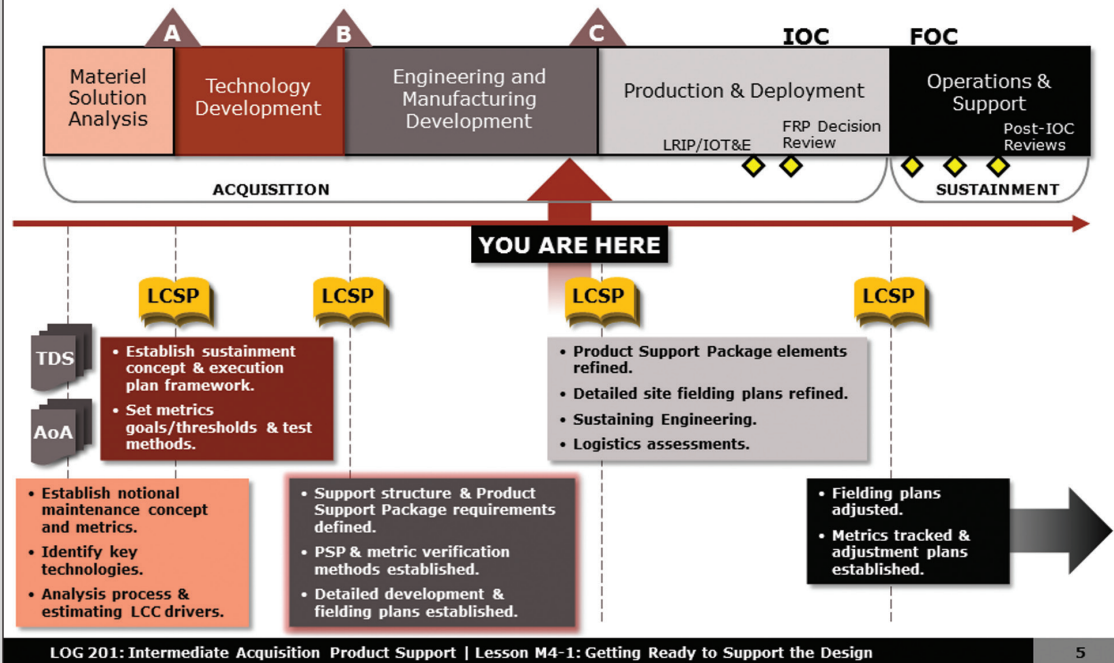 A
B
C
IOC
FOC
Materiel
Solution
Analysis
Technology
Development
Engineering and
Manufacturing
Development
Production & Deployment
LRIP/IOT&E
FRP Decision
Review
Operations &
Support
Post-IOC
Reviews
ACQUISITION
SUSTAINMENT
YOU ARE HERE
LCSP
LCSP
LCSP
LCSP
TDS
AoA
• Establish sustainment
concept & execution
plan framework.
• Set metrics
goals/thresholds & test
methods.
• Product Support Package elements
refined.
• Detailed site fielding plans refined.
• Sustaining Engineering.
• Logistics assessments.
• Establish notional
maintenance concept
and metrics.
• Identify key
technologies.
• Analysis process &
estimating LCC drivers.
• Support structure & Product
Support Package requirements
defined.
• PSP & metric verification
methods established.
• Detailed development &
fielding plans established.
• Fielding plans
adjusted.
• Metrics tracked &
adjustment plans
established.
LOG 201: Intermediate Acquisition Product Support | Lesson M4-1: Getting Ready to Support the Design
5